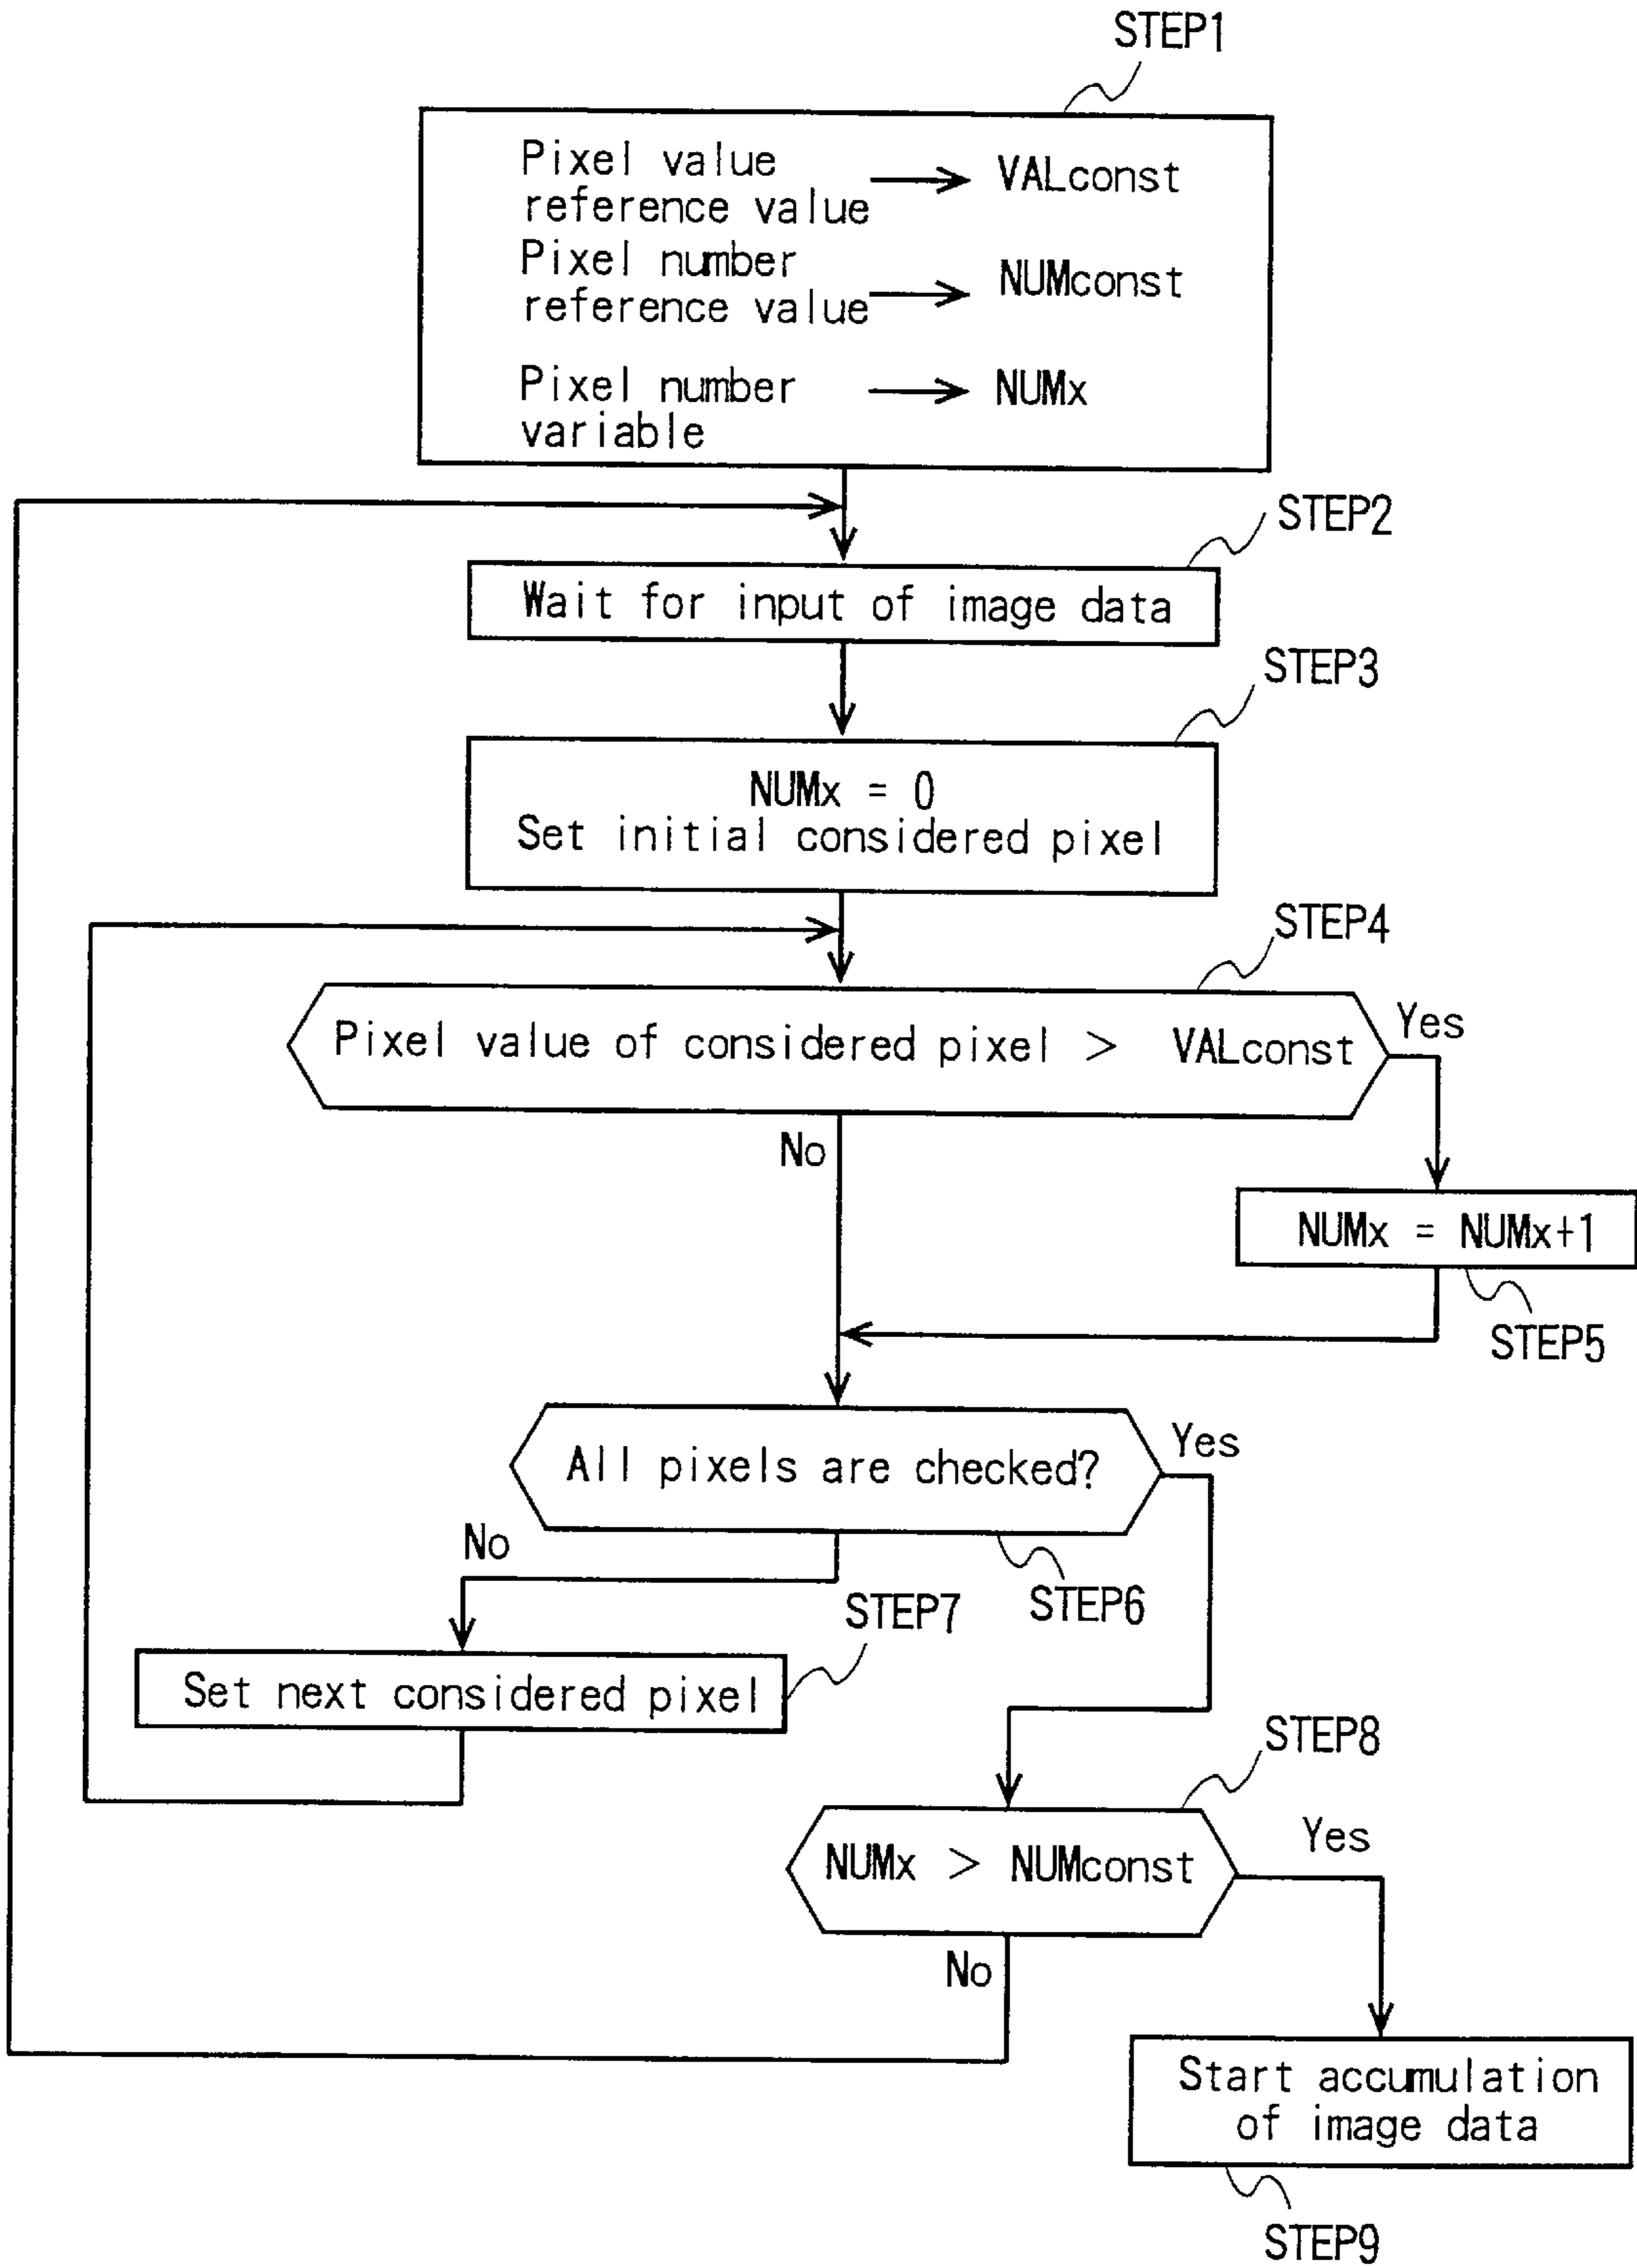 STEP1
Pixel value
reference value → VALconst
Pixel number
reference value → NUMconst
Pixel number → NUMx
variable
STEP2
Wait for input of image data
STEP3
NUMx = 0
Set initial considered pixel
STEP4
Pixel value of considered pixel > VALconst
Yes
No
NUMx = NUMx+1
STEP5
All pixels are checked?
Yes
No
STEP6
STEP7
Set next considered pixel
STEP8
NUMx > NUMconst
Yes
No
Start accumulation
of image data
STEP9